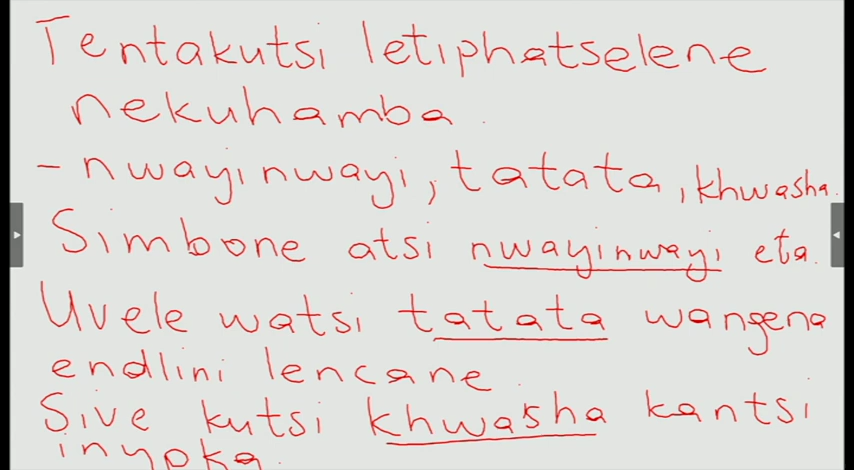 Tentakutsi letiphatselene
nekuhamba.
- nwayinwayi, tatata, khwasha.
Simbone atsi nwayinwayi eta.
Uvele watsi tatata wangena
endlini lencane.
Sive kutsi khwasha kantsi
inyoka.